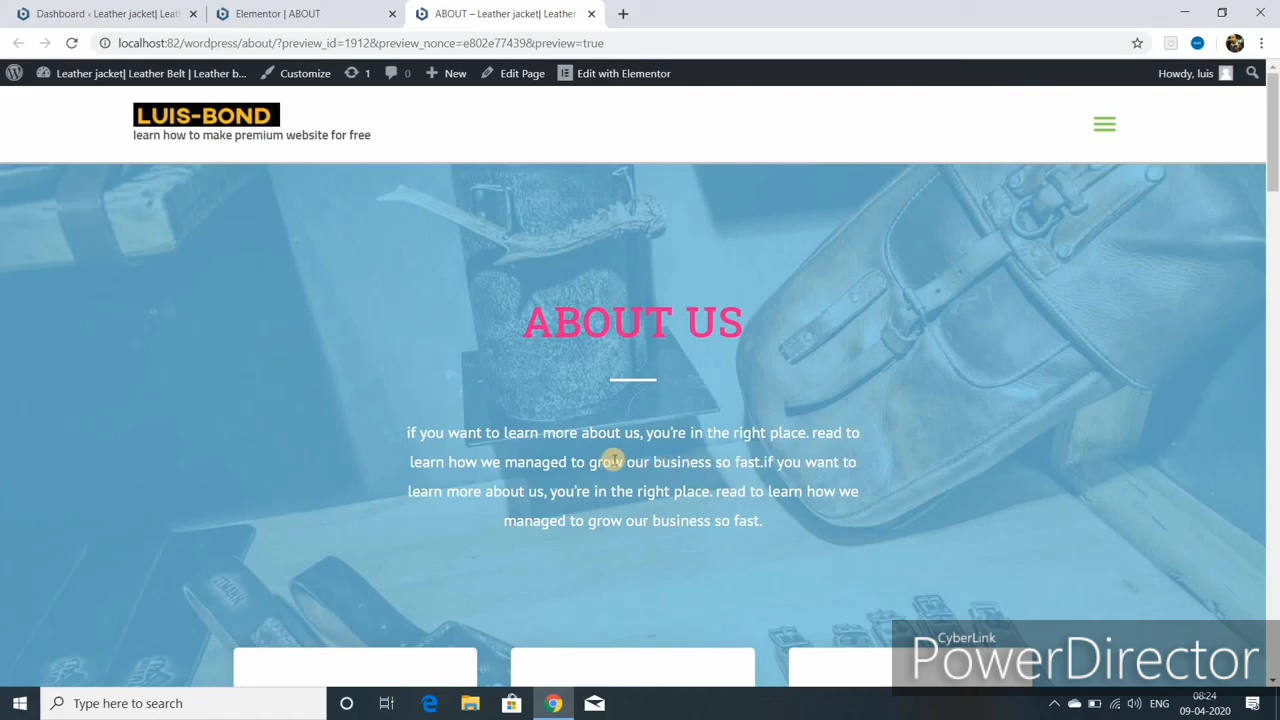 Dashboard ‹ Leather jacket| Leath
Elementor | ABOUT
ABOUT – Leather jacket| Leather
localhost:82/wordpress/about/?preview_id=1912&preview_nonce=e802e77439&preview=true
Leather jacket| Leather Belt | Leather b...
Customize
1
0
New
Edit Page
Edit with Elementor
Howdy, luis
LUIS-BOND
learn how to make premium website for free
ABOUT US
if you want to learn more about us, you're in the right place. read to
learn how we managed to grow our business so fast.if you want to
learn more about us, you're in the right place. read to learn how we
managed to grow our business so fast.
CyberLink
PowerDirector
Type here to search
ENG
08:24
09-04-2020